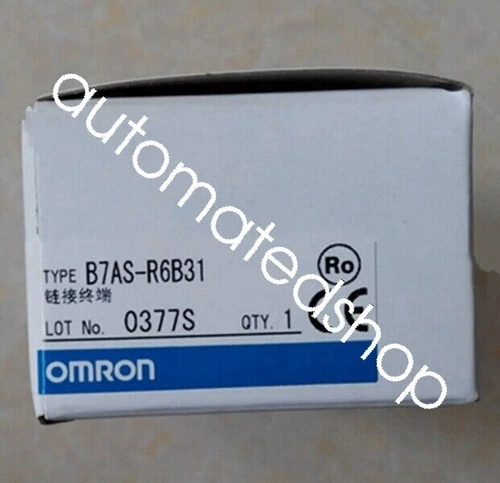 automatedshop
TYPE B7AS-R6B31
链接终端
LOT No. 0377S QTY. 1
Ro
CE
OMRON